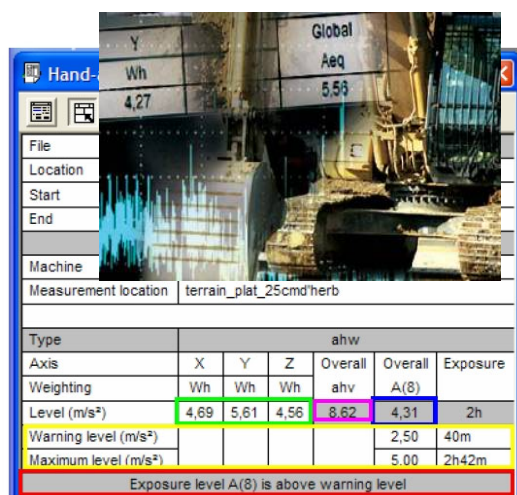 Y Global
Wh Aeq
4,27 5,56
Hand-
File
Location
Start
End
Machine
Measurement location terrain_plat_25cmd'herb
Type ahw
Axis X Y Z Overall Overall Exposure
Weighting Wh Wh Wh ahv A(8)
Level (m/s²) 4,69 5,61 4,56 8,62 4,31 2h
Warning level (m/s²) 2,50 40m
Maximum level (m/s²) 5,00 2h42m
Exposure level A(8) is above warning level